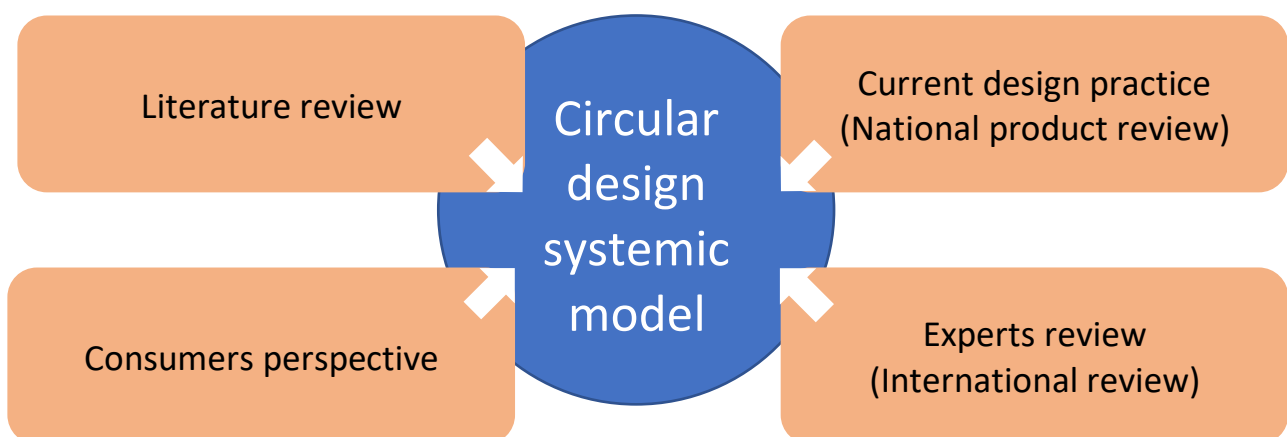 Literature review
Current design practice
(National product review)
Circular
design
systemic
model
Consumers perspective
Experts review
(International review)